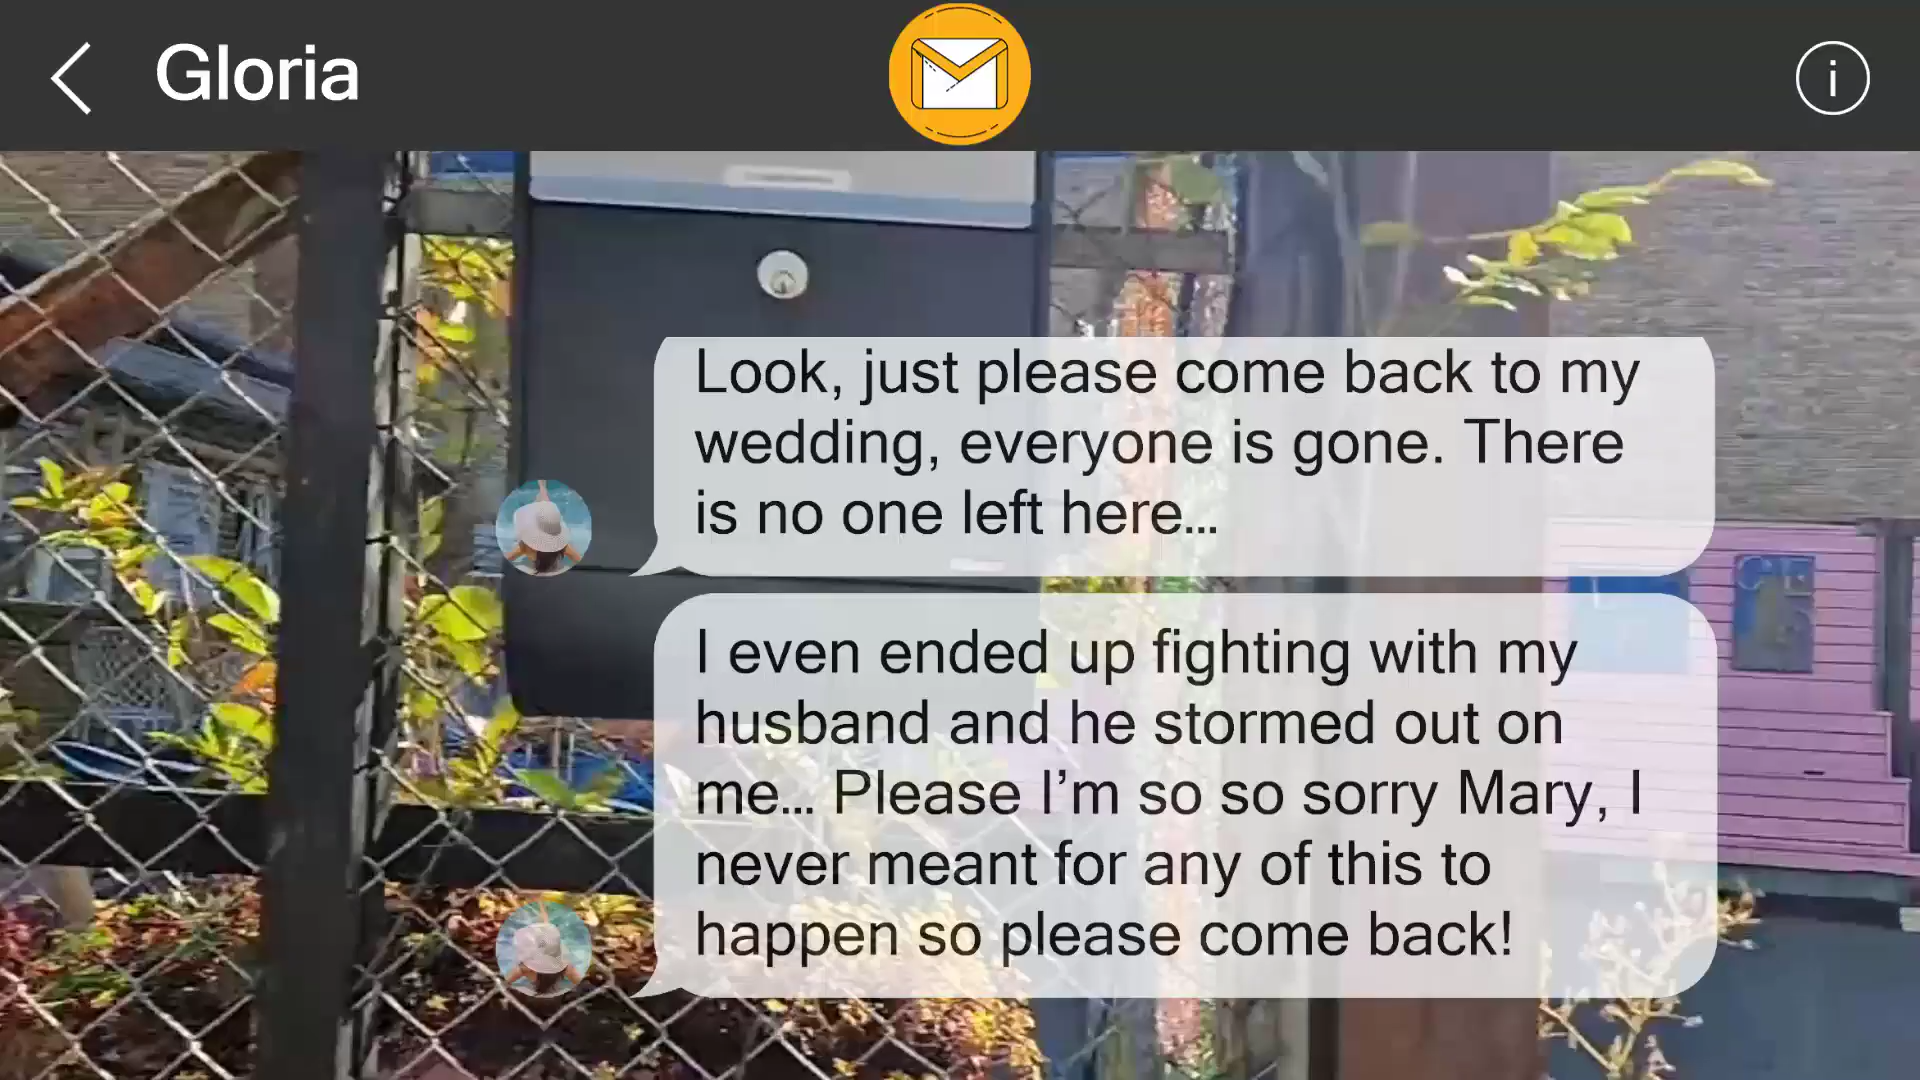 Gloria
Look, just please come back to my
wedding, everyone is gone. There
is no one left here...
I even ended up fighting with my
husband and he stormed out on
me... Please I’m so so sorry Mary, I
never meant for any of this to
happen so please come back!